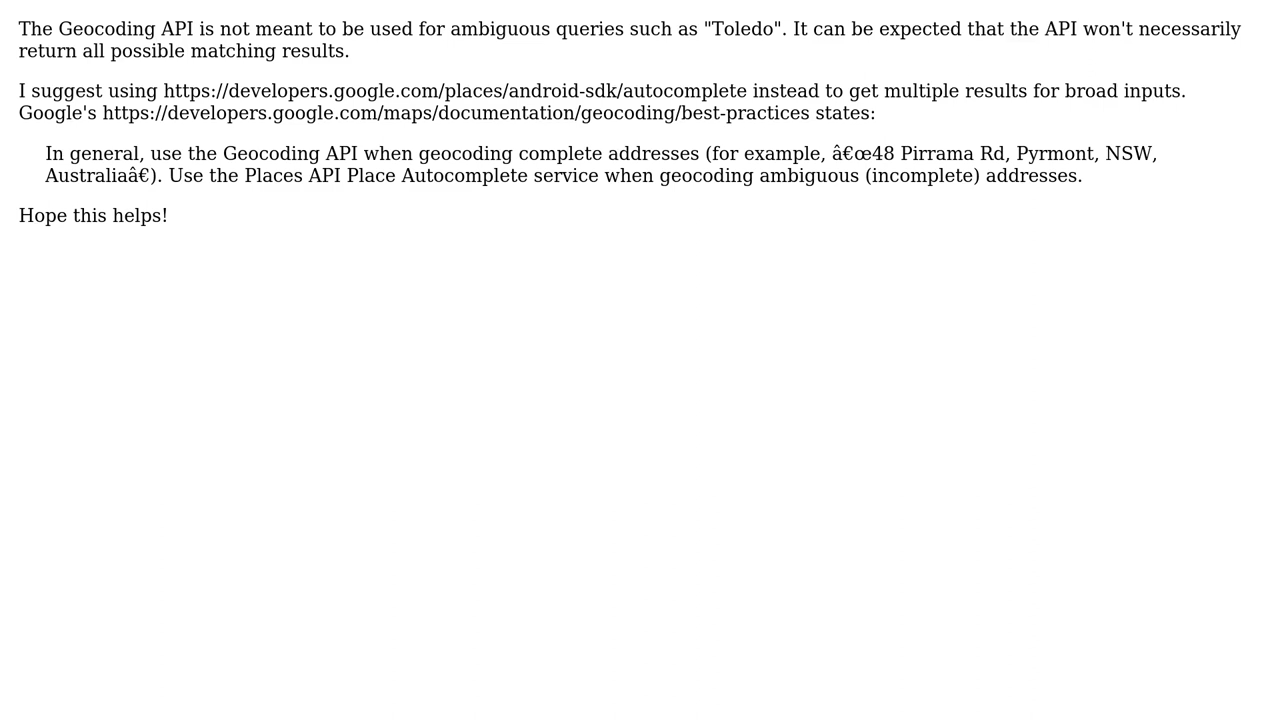 The Geocoding API is not meant to be used for ambiguous queries such as "Toledo". It can be expected that the API won't necessarily
return all possible matching results.
I suggest using https://developers.google.com/places/android-sdk/autocomplete instead to get multiple results for broad inputs.
Google's https://developers.google.com/maps/documentation/geocoding/best-practices states:
In general, use the Geocoding API when geocoding complete addresses (for example, â€œ48 Pirrama Rd, Pyrmont, NSW,
Australiaâ€). Use the Places API Place Autocomplete service when geocoding ambiguous (incomplete) addresses.
Hope this helps!